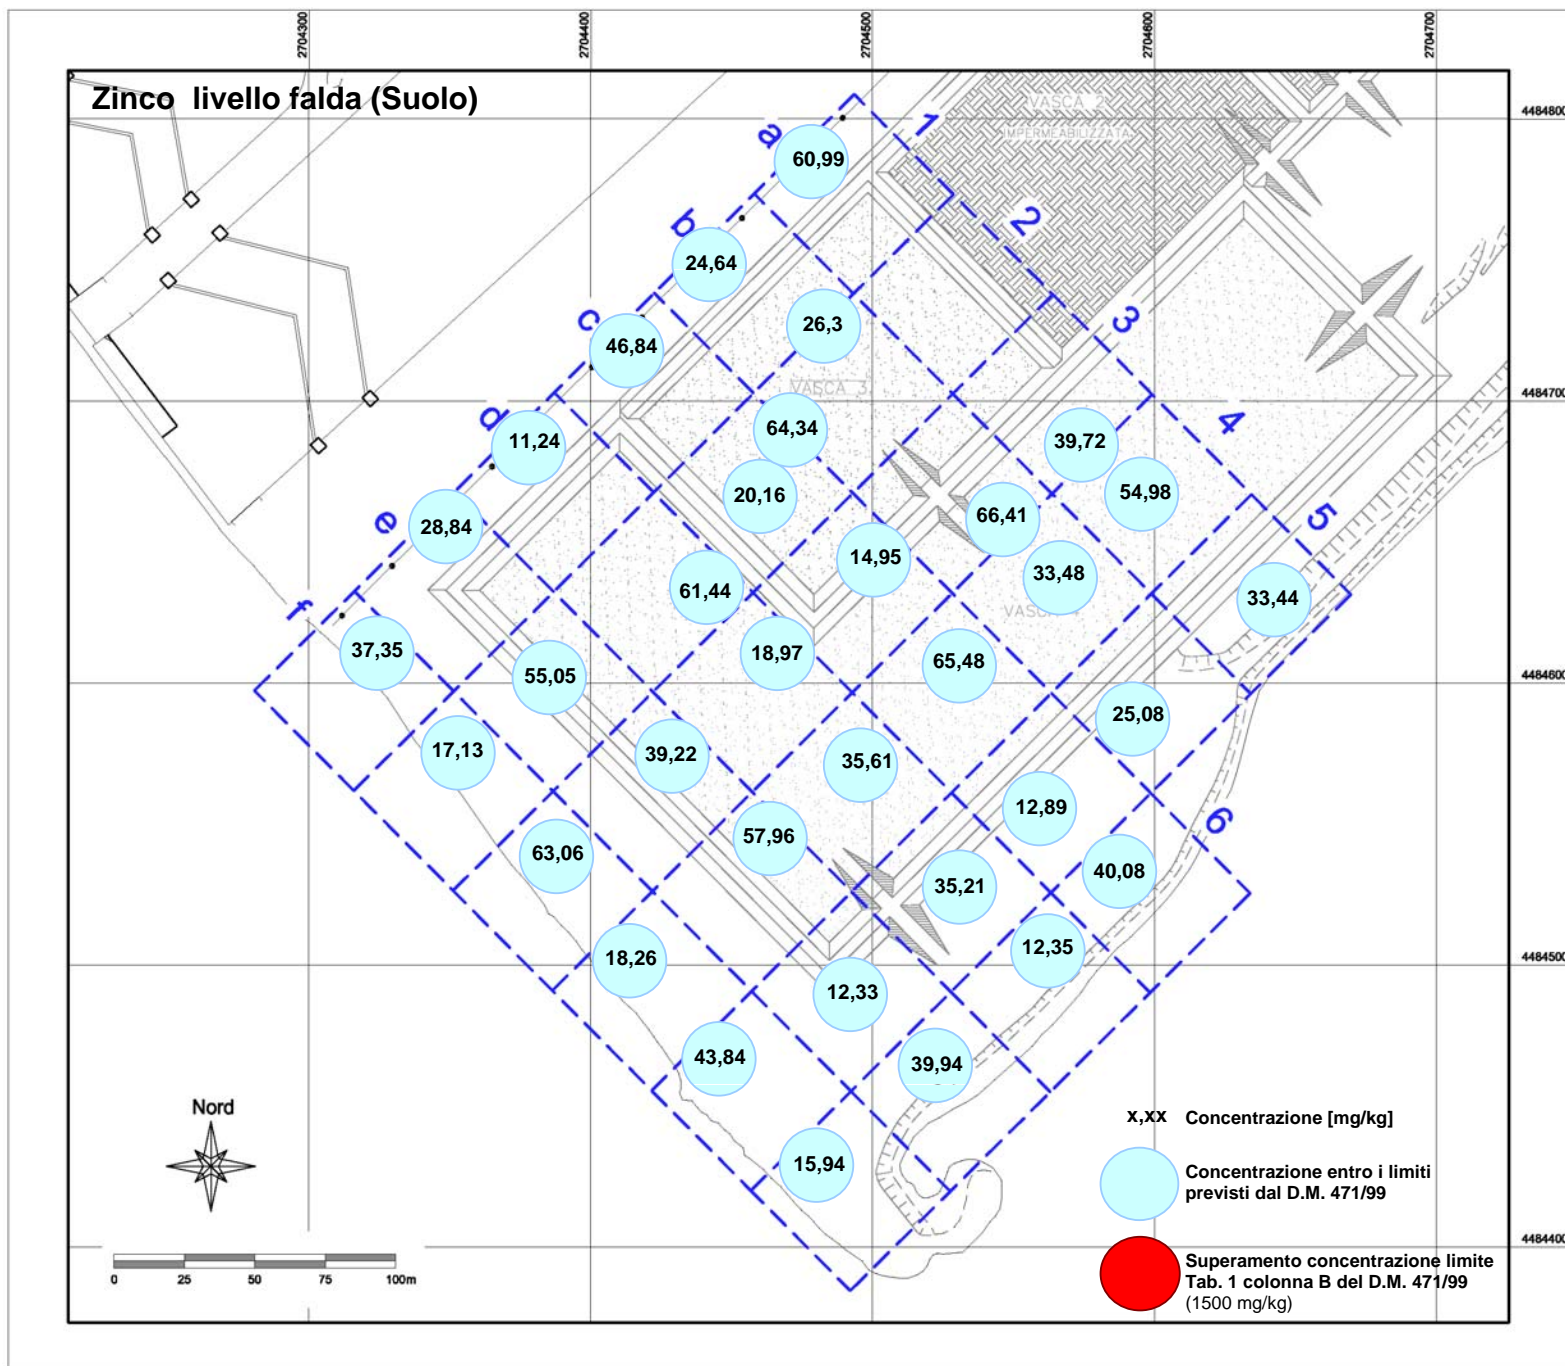 2704300
2704400
2704500
2704600
2704700
Zinco livello falda (Suolo)
VASCA 2
IMPERMEABILIZZATA
4484800
a
1
60,99
b
2
24,64
c
3
26,3
46,84
VASCA 3
4484700
d
4
11,24
64,34
39,72
20,16
54,98
e
28,84
66,41
5
14,95
33,48
61,44
33,44
f
37,35
18,97
65,48
55,05
4484600
25,08
17,13
39,22
35,61
12,89
6
57,96
63,06
35,21
40,08
18,26
12,35
4484500
12,33
43,84
39,94
Nord
x,xx Concentrazione [mg/kg]
15,94
Concentrazione entro i limiti
previsti dal D.M. 471/99
4484400
Superamento concentrazione limite
Tab. 1 colonna B del D.M. 471/99
(1500 mg/kg)
0 25 50 75 100m